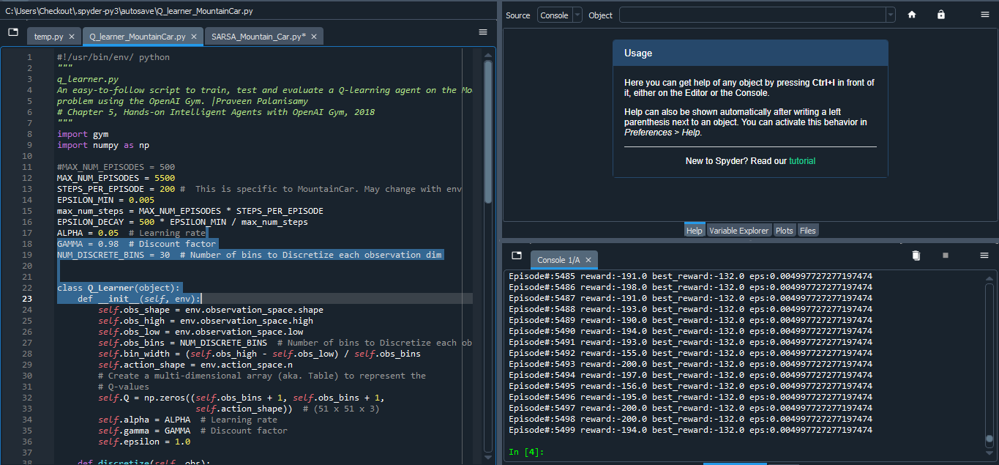 C:\Users\Checkout\.spyder-py3\autosave\Q_learner_MountainCar.py
temp.py
Q_learner_MountainCar.py
SARSA_Mountain_Car.py*
1 #!/usr/bin/env/ python
2 """
3 q_learner.py
4 An easy-to-follow script to train, test and evaluate a Q-learning agent on the Mo
5 problem using the OpenAI Gym. |Praveen Palanisamy
6 # Chapter 5, Hands-on Intelligent Agents with OpenAI Gym, 2018
7 """
8 import gym
9 import numpy as np
10
11 #MAX_NUM_EPISODES = 500
12 MAX_NUM_EPISODES = 5500
13 STEPS_PER_EPISODE = 200 #  This is specific to MountainCar. May change with env
14 EPSILON_MIN = 0.005
15 max_num_steps = MAX_NUM_EPISODES * STEPS_PER_EPISODE
16 EPSILON_DECAY = 500 * EPSILON_MIN / max_num_steps
17 ALPHA = 0.05  # Learning rate
18 GAMMA = 0.98  # Discount factor
19 NUM_DISCRETE_BINS = 30  # Number of bins to Discretize each observation dim
20
21
22 class Q_Learner(object):
23     def __init__(self, env):
24         self.obs_shape = env.observation_space.shape
25         self.obs_high = env.observation_space.high
26         self.obs_low = env.observation_space.low
27         self.obs_bins = NUM_DISCRETE_BINS  # Number of bins to Discretize each ob
28         self.bin_width = (self.obs_high - self.obs_low) / self.obs_bins
29         self.action_shape = env.action_space.n
30         # Create a multi-dimensional array (aka. Table) to represent the
31         # Q-values
32         self.Q = np.zeros((self.obs_bins + 1, self.obs_bins + 1,
33                            self.action_shape))  # (51 x 51 x 3)
34         self.alpha = ALPHA  # Learning rate
35         self.gamma = GAMMA  # Discount factor
36         self.epsilon = 1.0
37
38     def discretize(self, obs):
Source Console Object
Usage
Here you can get help of any object by pressing Ctrl+I in front of
it, either on the Editor or the Console.
Help can also be shown automatically after writing a left
parenthesis next to an object. You can activate this behavior in
Preferences > Help.
New to Spyder? Read our tutorial
Help Variable Explorer Plots Files
Console 1/A
Episode#:5485 reward:-191.0 best_reward:-132.0 eps:0.004997727277197474
Episode#:5486 reward:-198.0 best_reward:-132.0 eps:0.004997727277197474
Episode#:5487 reward:-191.0 best_reward:-132.0 eps:0.004997727277197474
Episode#:5488 reward:-193.0 best_reward:-132.0 eps:0.004997727277197474
Episode#:5489 reward:-190.0 best_reward:-132.0 eps:0.004997727277197474
Episode#:5490 reward:-194.0 best_reward:-132.0 eps:0.004997727277197474
Episode#:5491 reward:-193.0 best_reward:-132.0 eps:0.004997727277197474
Episode#:5492 reward:-155.0 best_reward:-132.0 eps:0.004997727277197474
Episode#:5493 reward:-200.0 best_reward:-132.0 eps:0.004997727277197474
Episode#:5494 reward:-197.0 best_reward:-132.0 eps:0.004997727277197474
Episode#:5495 reward:-156.0 best_reward:-132.0 eps:0.004997727277197474
Episode#:5496 reward:-195.0 best_reward:-132.0 eps:0.004997727277197474
Episode#:5497 reward:-200.0 best_reward:-132.0 eps:0.004997727277197474
Episode#:5498 reward:-200.0 best_reward:-132.0 eps:0.004997727277197474
Episode#:5499 reward:-194.0 best_reward:-132.0 eps:0.004997727277197474
In [4]: